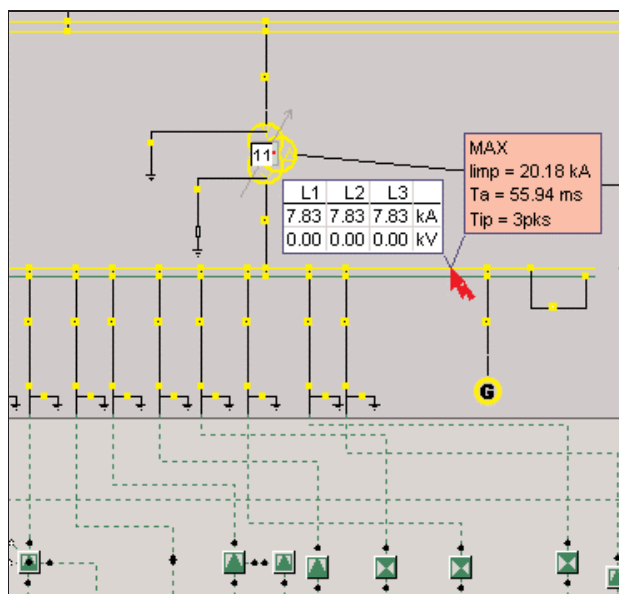 11
MAX
Iimp = 20.18 kA
Ta = 55.94 ms
Tip = 3pks
L1 L2 L3
7.83 7.83 7.83 kA
0.00 0.00 0.00 kV
G